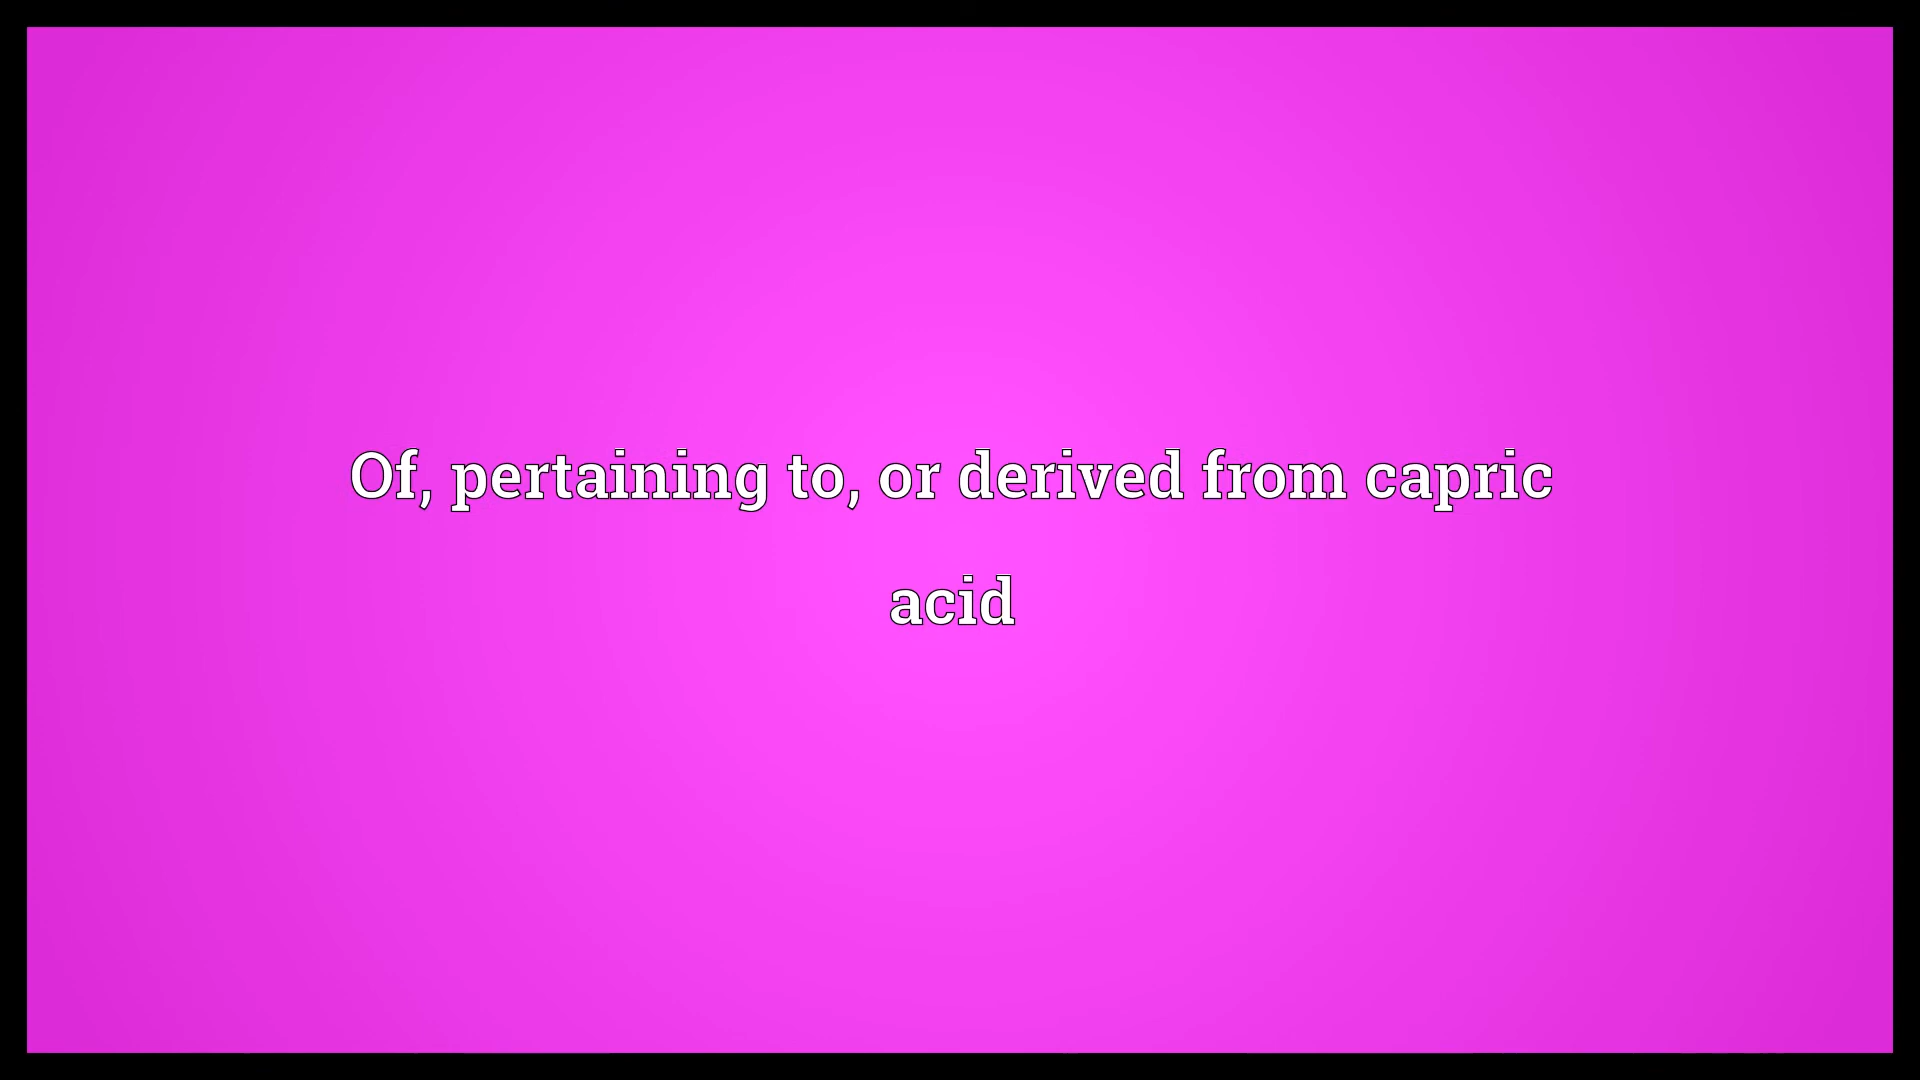 Of, pertaining to, or derived from capric
acid